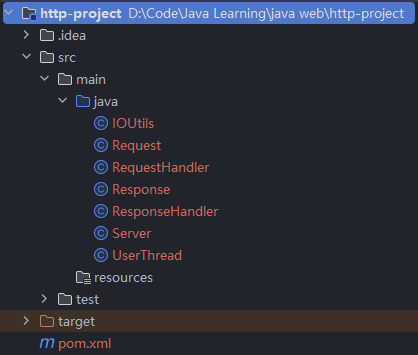 http-project D:\Code\Java Learning\java web\http-project
.idea
src
main
java
IOUtils
Request
RequestHandler
Response
ResponseHandler
Server
UserThread
resources
test
target
pom.xml